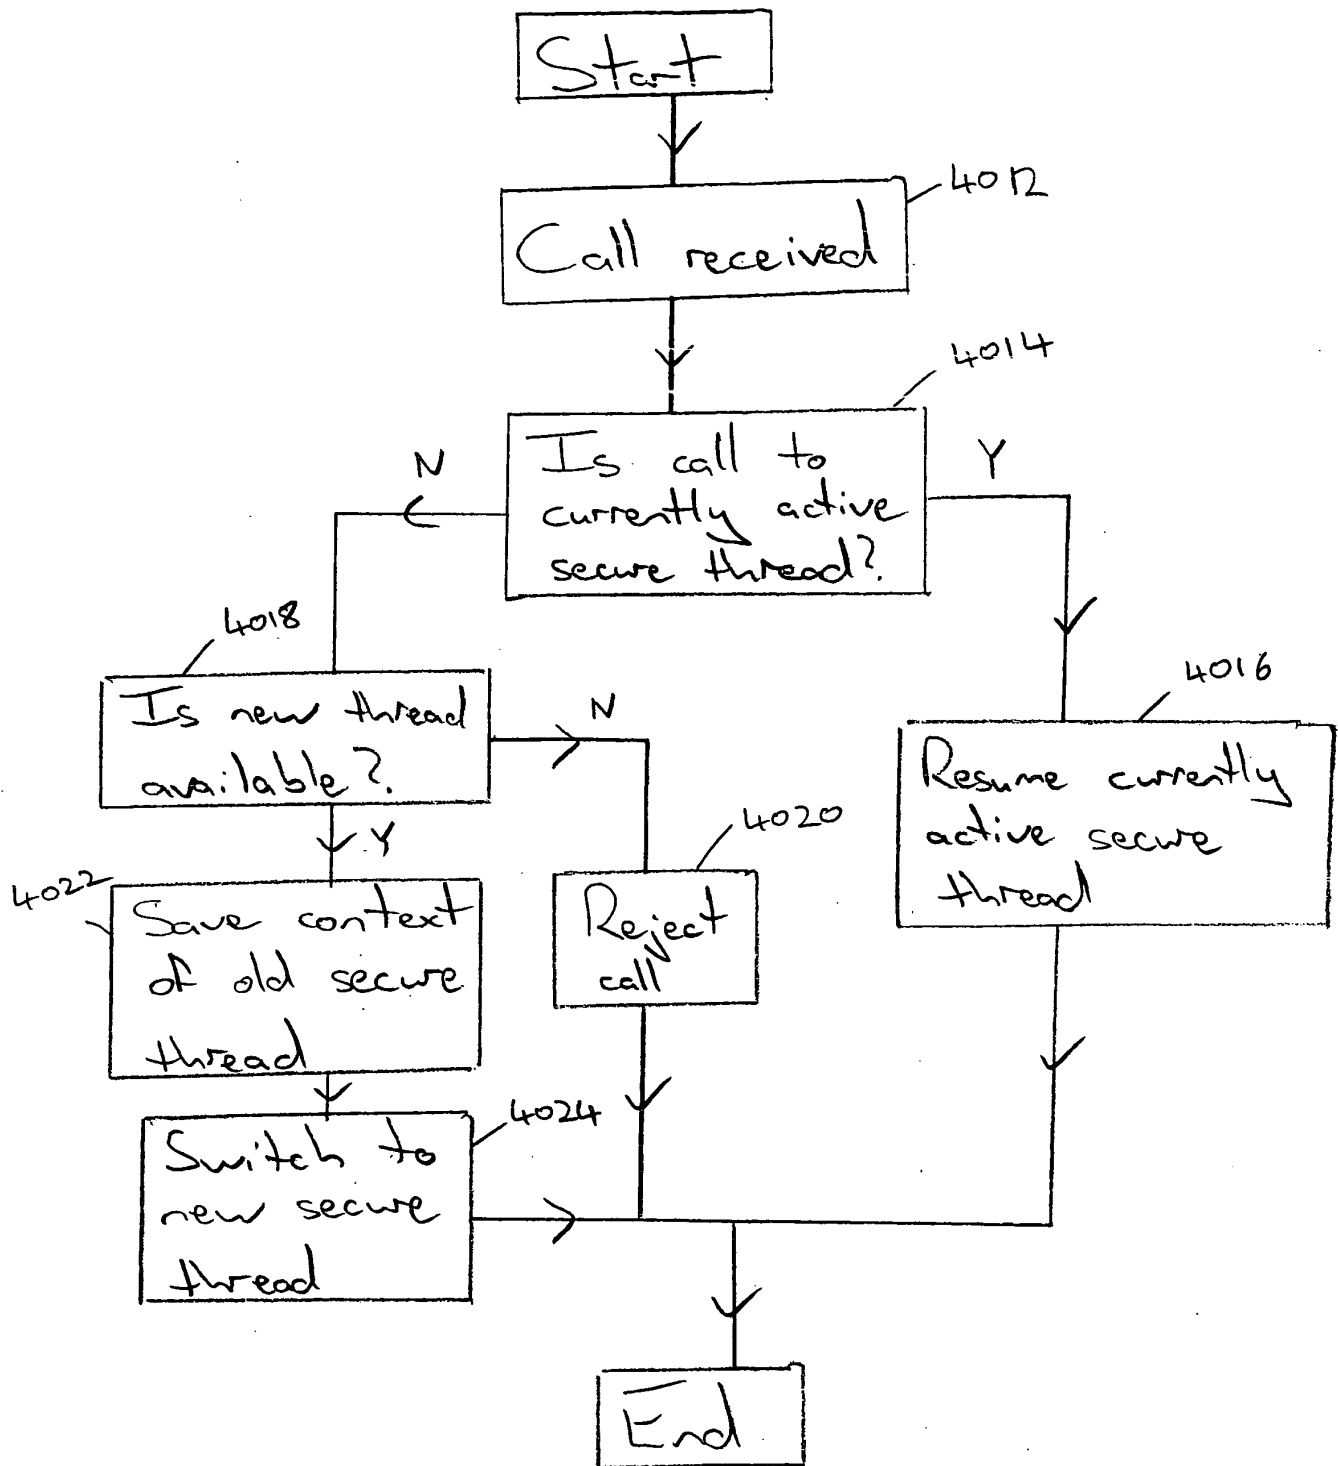 Start
4012
Call received
4014
Is call to
currently active
secure thread?
N
Y
4018
Is new thread
available?
N
4016
Resume currently
active secure
thread
Y
4020
Reject
call
4022
Save context
of old secure
thread
4024
Switch to
new secure
thread
End